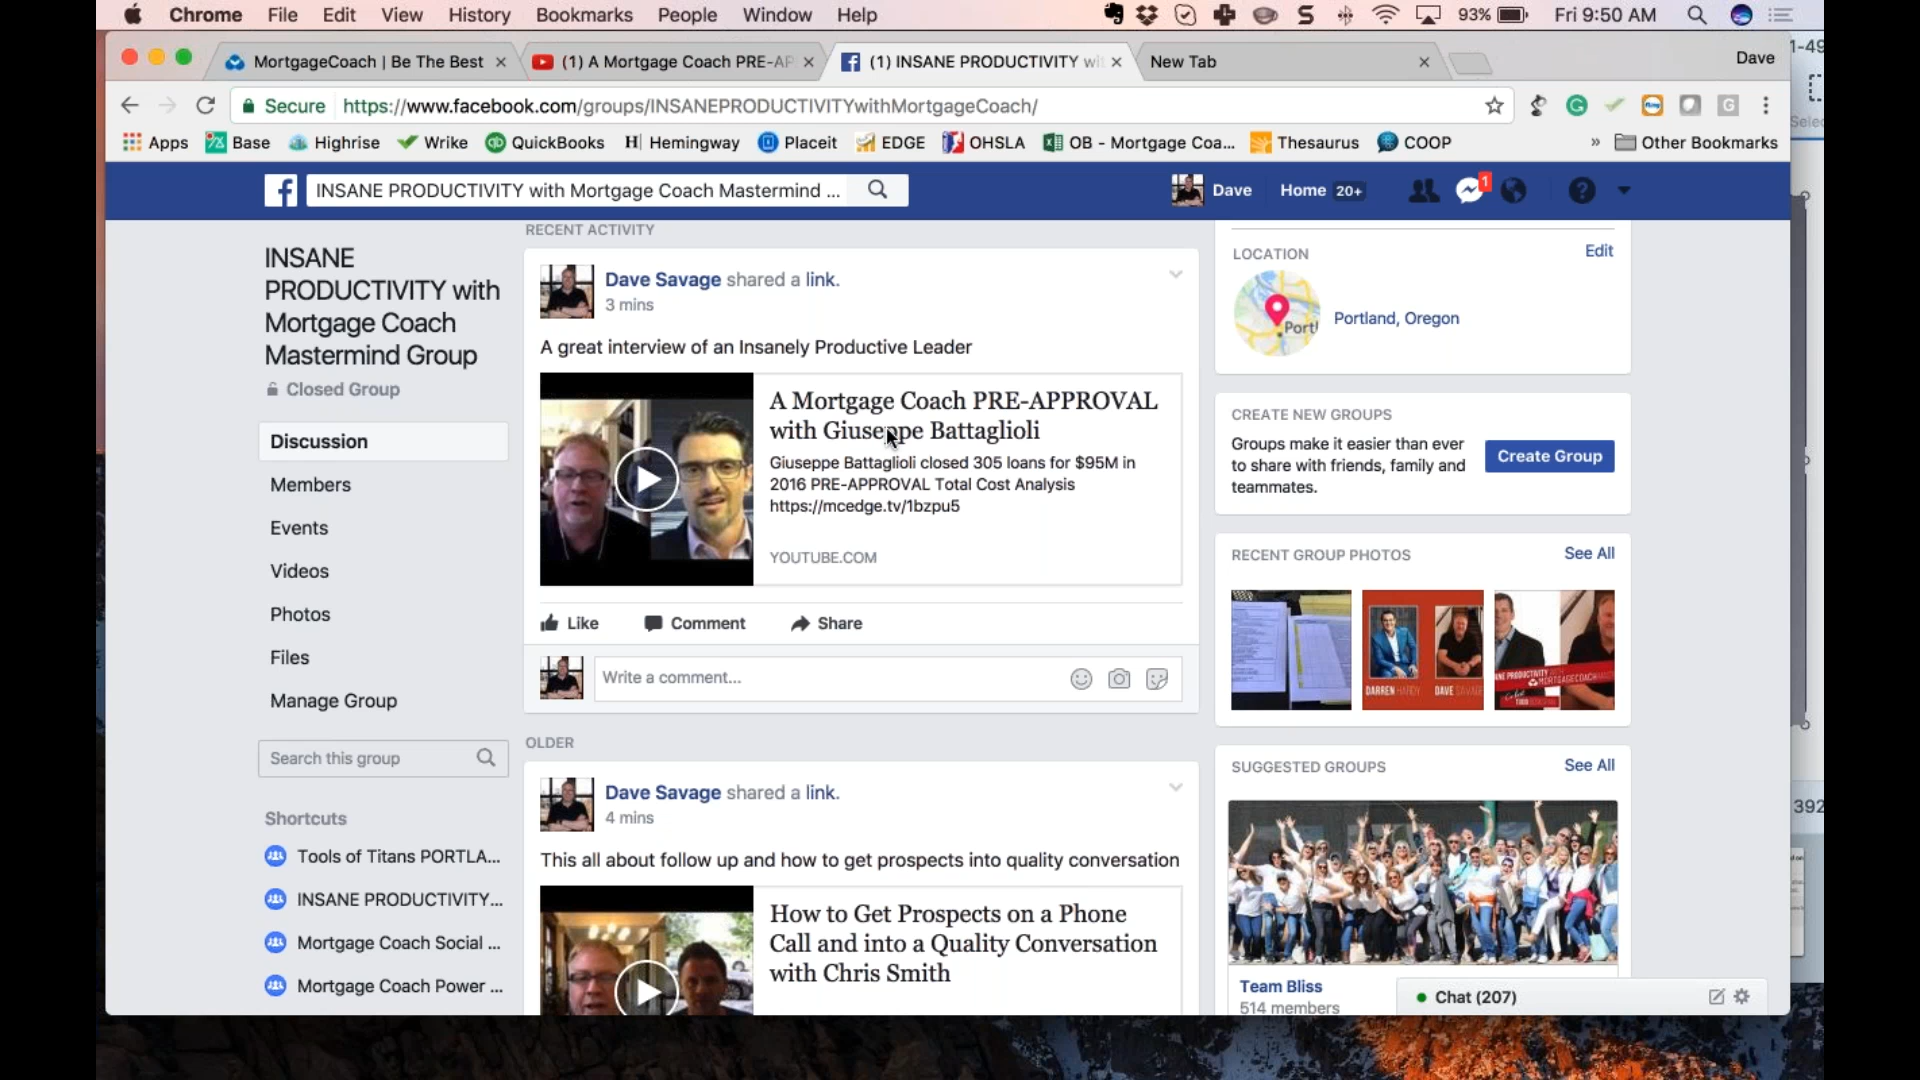 Chrome File Edit View History Bookmarks People Window Help
93% Fri 9:50 AM
MortgageCoach | Be The Best
(1) A Mortgage Coach PRE-AP
(1) INSANE PRODUCTIVITY wi
New Tab
Dave
Secure https://www.facebook.com/groups/INSANEPRODUCTIVITYwithMortgageCoach/
Apps Base Highrise Wrike QuickBooks Hemingway Placeit EDGE OHSLA OB - Mortgage Coa... Thesaurus COOP » Other Bookmarks
INSANE PRODUCTIVITY with Mortgage Coach Mastermind ...
Dave Home 20+ 1
INSANE
PRODUCTIVITY with
Mortgage Coach
Mastermind Group
Closed Group
Discussion
Members
Events
Videos
Photos
Files
Manage Group
Search this group
Shortcuts
Tools of Titans PORTLA...
INSANE PRODUCTIVITY...
Mortgage Coach Social ...
Mortgage Coach Power ...
RECENT ACTIVITY
Dave Savage shared a link.
3 mins
A great interview of an Insanely Productive Leader
A Mortgage Coach PRE-APPROVAL
with Giuseppe Battaglioli
Giuseppe Battaglioli closed 305 loans for $95M in
2016 PRE-APPROVAL Total Cost Analysis
https://mcedge.tv/1bzpu5
YOUTUBE.COM
Like Comment Share
Write a comment...
OLDER
Dave Savage shared a link.
4 mins
This all about follow up and how to get prospects into quality conversation
How to Get Prospects on a Phone
Call and into a Quality Conversation
with Chris Smith
LOCATION Edit
Portl
Portland, Oregon
CREATE NEW GROUPS
Groups make it easier than ever
to share with friends, family and
teammates.
Create Group
RECENT GROUP PHOTOS See All
DARREN HARDY DAVE SAVAGE
SUGGESTED GROUPS See All
Team Bliss
514 members
Chat (207)
1-49
392